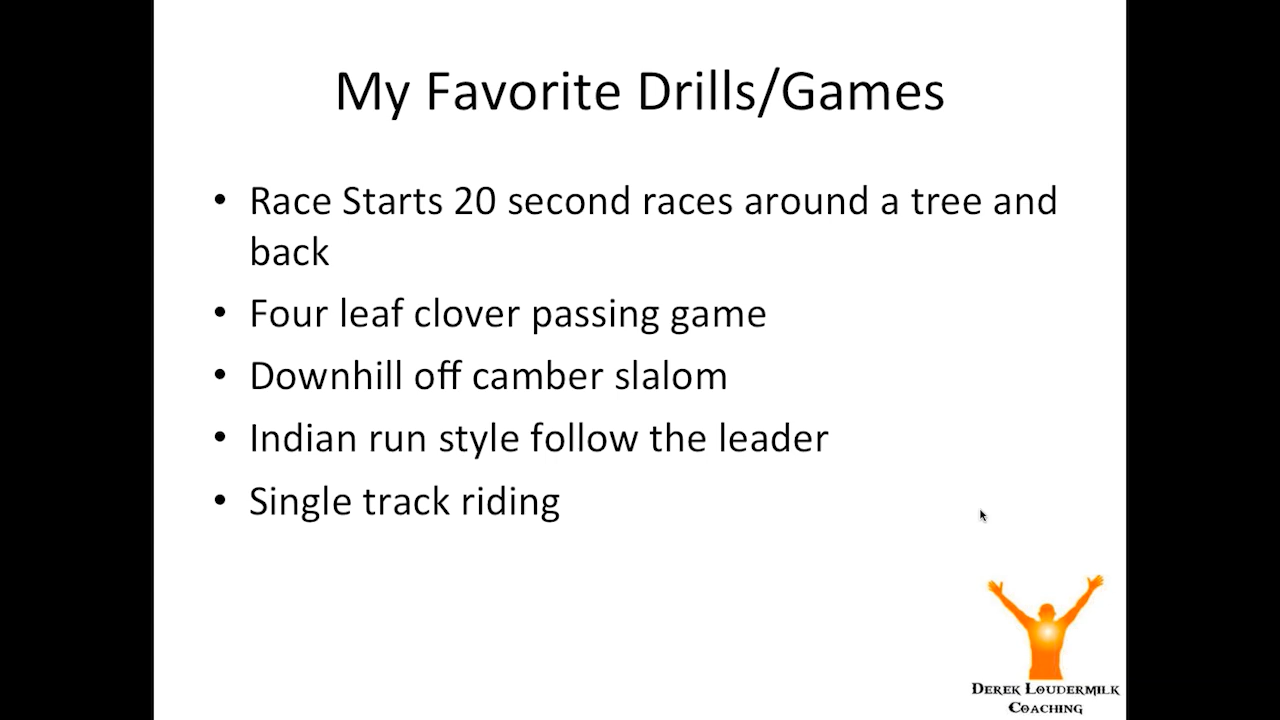 My Favorite Drills/Games
• Race Starts 20 second races around a tree and
back
• Four leaf clover passing game
• Downhill off camber slalom
• Indian run style follow the leader
• Single track riding
Derek Loudermilk
Coaching